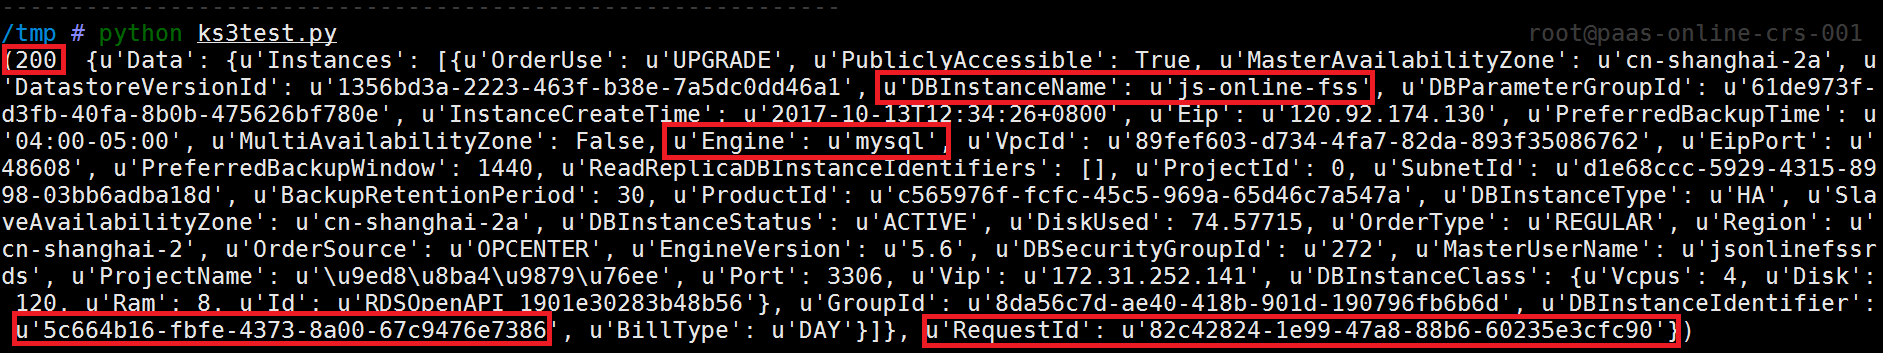 /tmp # python ks3test.py root@paas-online-crs-001
(200  {u'Data': {u'Instances': [{u'OrderUse': u'UPGRADE', u'PubliclyAccessible': True, u'MasterAvailabilityZone': u'cn-shanghai-2a', u
'DatastoreVersionId': u'1356bd3a-2223-463f-b38e-7a5dc0dd46a1', u'DBInstanceName': u'js-online-fss', u'DBParameterGroupId': u'61de973f-
d3fb-40fa-8b0b-475626bf780e', u'InstanceCreateTime': u'2017-10-13T12:34:26+0800', u'Eip': u'120.92.174.130', u'PreferredBackupTime': u
'04:00-05:00', u'MultiAvailabilityZone': False, u'Engine': u'mysql', u'VpcId': u'89fef603-d734-4fa7-82da-893f35086762', u'EipPort': u'
48608', u'PreferredBackupWindow': 1440, u'ReadReplicaDBInstanceIdentifiers': [], u'ProjectId': 0, u'SubnetId': u'd1e68ccc-5929-4315-89
98-03bb6adba18d', u'BackupRetentionPeriod': 30, u'ProductId': u'c565976f-fcfc-45c5-969a-65d46c7a547a', u'DBInstanceType': u'HA', u'Sla
veAvailabilityZone': u'cn-shanghai-2a', u'DBInstanceStatus': u'ACTIVE', u'DiskUsed': 74.57715, u'OrderType': u'REGULAR', u'Region': u'
cn-shanghai-2', u'OrderSource': u'OPCENTER', u'EngineVersion': u'5.6', u'DBSecurityGroupId': u'272', u'MasterUserName': u'jsonlinefssr
ds', u'ProjectName': u'\u9ed8\u8ba4\u9879\u76ee', u'Port': 3306, u'Vip': u'172.31.252.141', u'DBInstanceClass': {u'Vcpus': 4, u'Disk':
120, u'Ram': 8, u'Id': u'RDSOpenAPI_1901e30283b48b56'}, u'GroupId': u'8da56c7d-ae40-418b-901d-190796fb6b6d', u'DBInstanceIdentifier':
u'5c664b16-fbfe-4373-8a00-67c9476e7386', u'BillType': u'DAY'}]}, u'RequestId': u'82c42824-1e99-47a8-88b6-60235e3cfc90'})